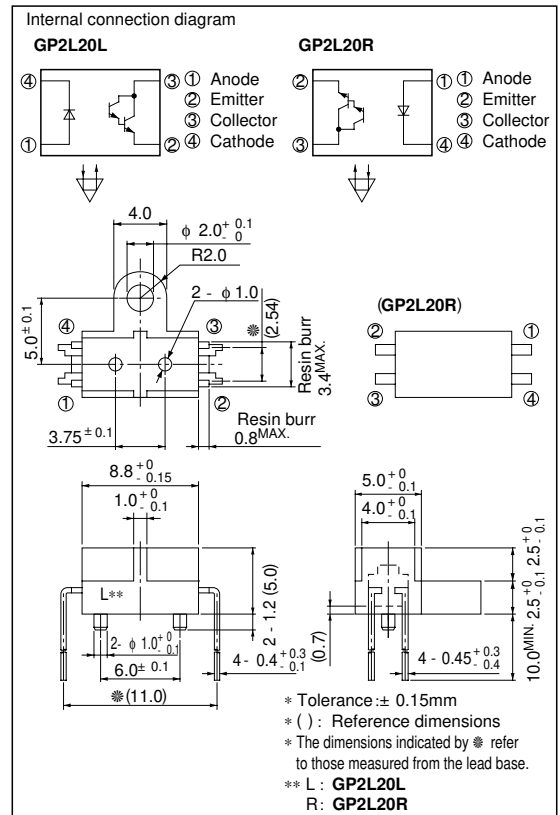 Internal connection diagram
GP2L20L
GP2L20R
④
③
①
②
① Anode
② Emitter
③ Collector
④ Cathode
②
①
③
④
① Anode
② Emitter
③ Collector
④ Cathode
4.0
φ 2.0 + 0.1 - 0
R2.0
2 - φ 1.0
(2.54)
5.0 ± 0.1
④
③
①
②
Resin burr
3.4 MAX.
Resin burr
0.8 MAX.
3.75 ± 0.1
(GP2L20R)
②
①
③
④
8.8 + 0 - 0.15
1.0 + 0 - 0.1
L**
2 - 1.2 (5.0)
2- φ 1.0 + 0 - 0.1
6.0 ± 0.1
4 - 0.4 + 0.3 - 0.1
(11.0)
5.0 + 0 - 0.1
4.0 + 0 - 0.1
2.5 + 0 - 0.1
2.5 + 0 - 0.1
10.0 MIN.
(0.7)
4 - 0.45 + 0.3 - 0.4
* Tolerance :± 0.15mm
* ( ) : Reference dimensions
* The dimensions indicated by ❋ refer
to those measured from the lead base.
** L : GP2L20L
R: GP2L20R